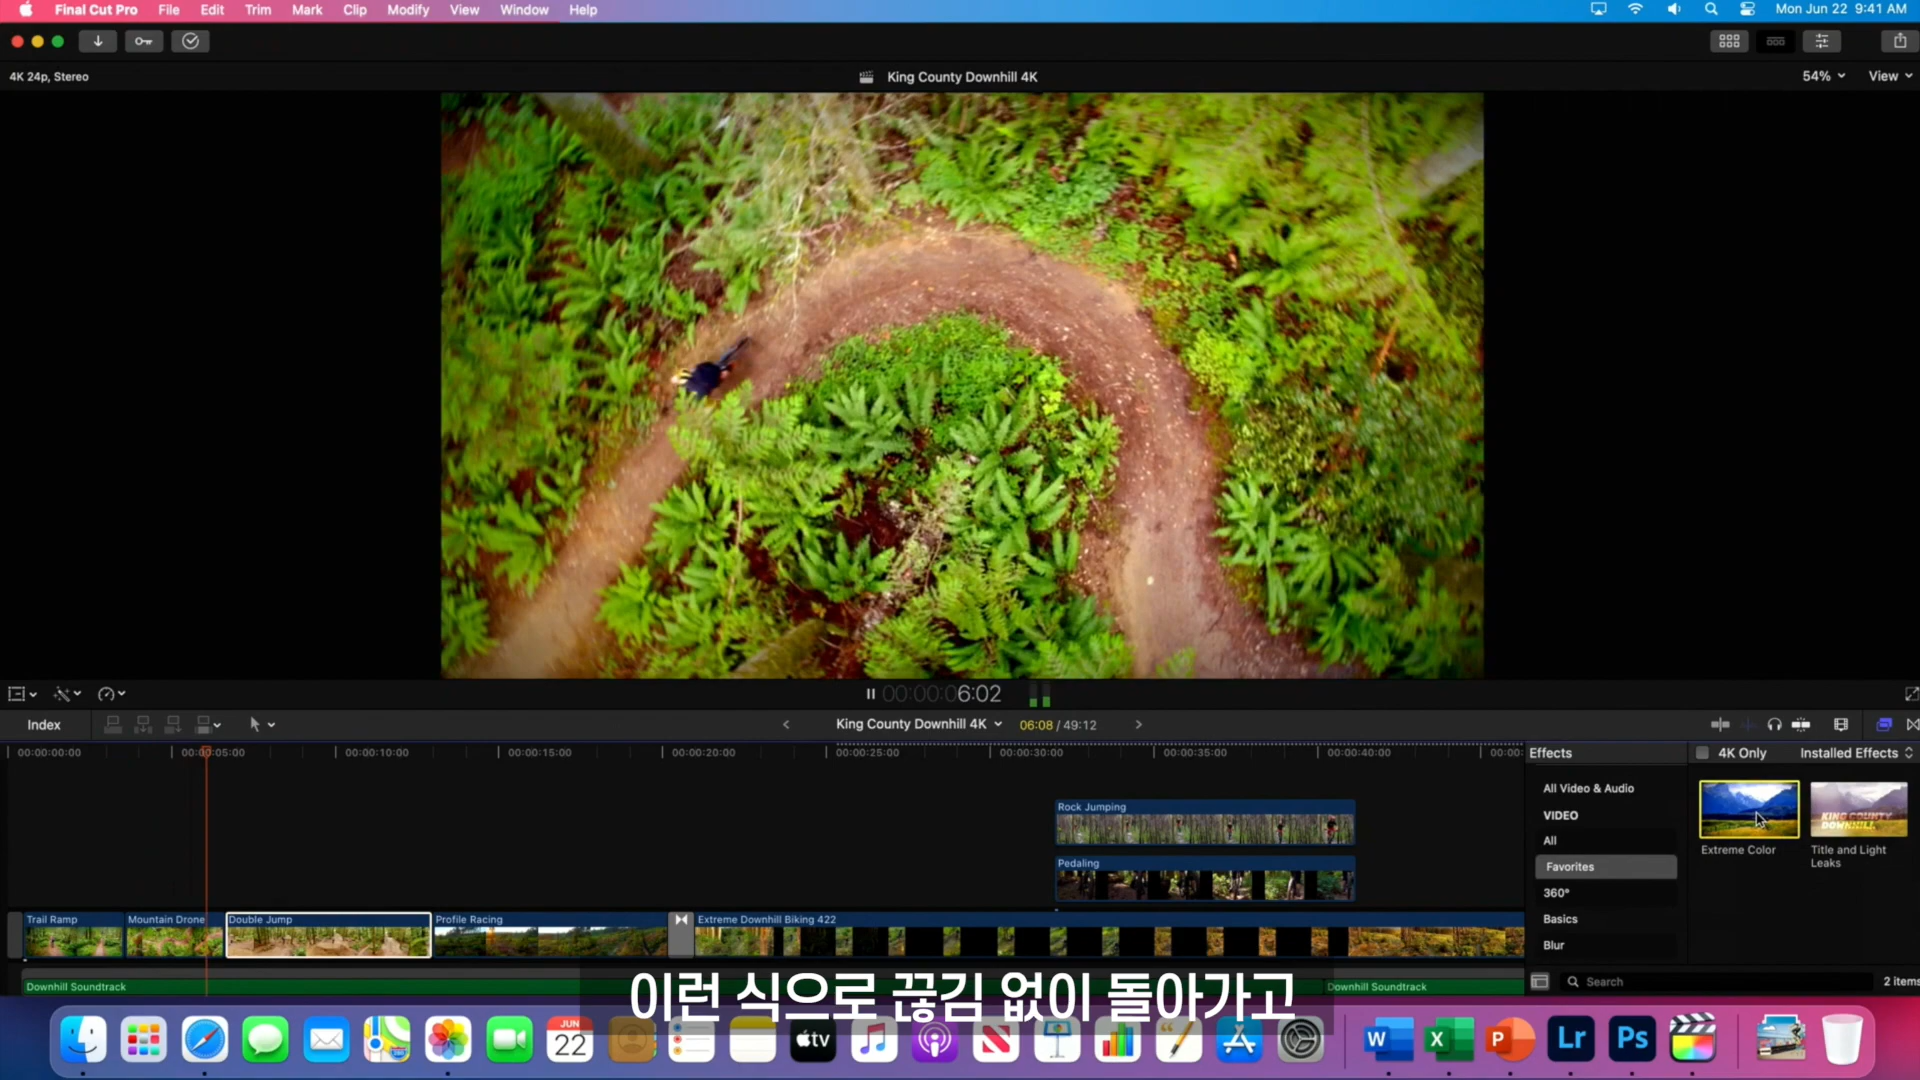 Final Cut Pro File Edit Trim Mark Clip Modify View Window Help
Mon Jun 22 9:41 AM
4K 24p, Stereo
King County Downhill 4K
54%
View
00:00:06:02
Index
King County Downhill 4K
06:08 / 49:12
00:00:00:00
00:00:05:00
00:00:10:00
00:00:15:00
00:00:20:00
00:00:25:00
00:00:30:00
00:00:35:00
00:00:40:00
00:00:
Effects
4K Only
Installed Effects
All Video & Audio
VIDEO
All
Favorites
360°
Basics
Blur
KING COUNTY
DOWNHILL
Extreme Color
Title and Light
Leaks
Rock Jumping
Pedaling
Trail Ramp
Mountain Drone
Double Jump
Profile Racing
Extreme Downhill Biking 422
Downhill Soundtrack
Downhill Soundtrack
Search
2 items
이런 식으로 끊김 없이 돌아가고
JUN
22
tv
W
X
P
Lr
Ps